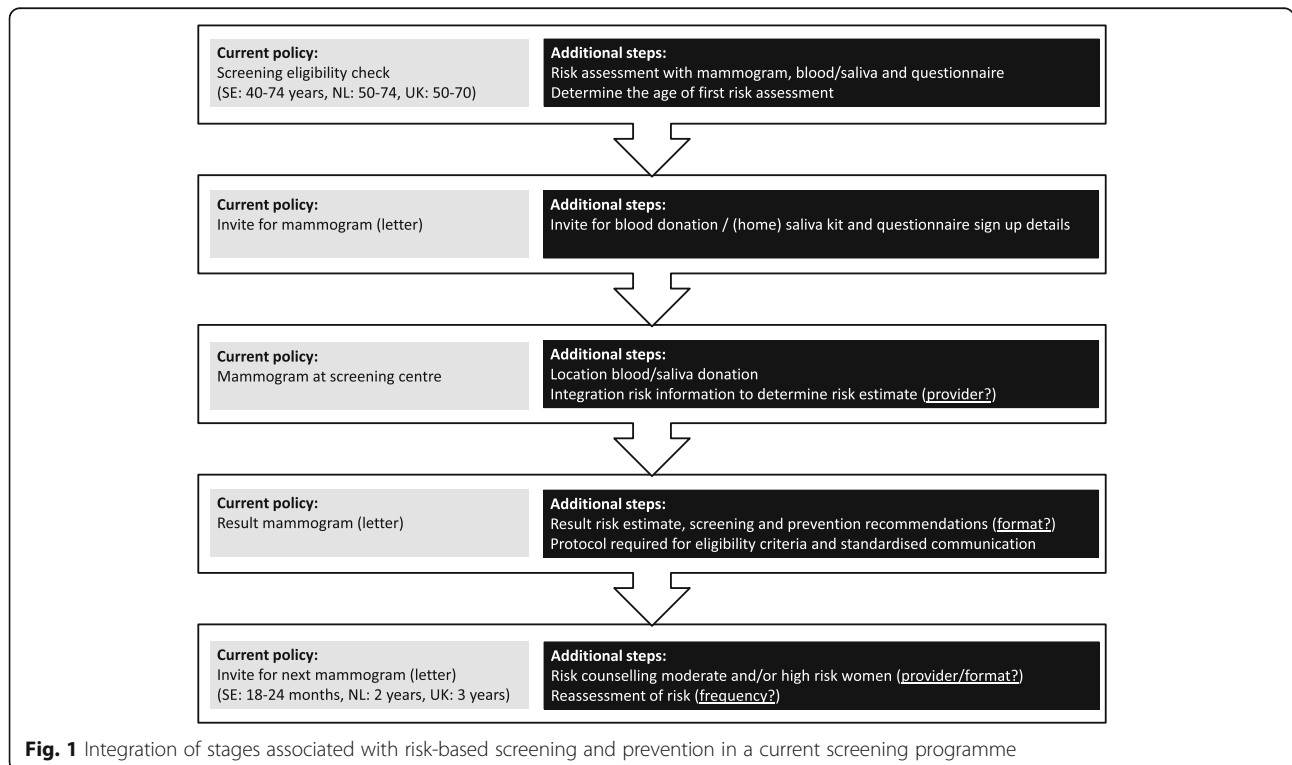 Current policy:
Screening eligibility check
(SE: 40-74 years, NL: 50-74, UK: 50-70)
Additional steps:
Risk assessment with mammogram, blood/saliva and questionnaire
Determine the age of first risk assessment
Current policy:
Invite for mammogram (letter)
Additional steps:
Invite for blood donation / (home) saliva kit and questionnaire sign up details
Current policy:
Mammogram at screening centre
Additional steps:
Location blood/saliva donation
Integration risk information to determine risk estimate (provider?)
Current policy:
Result mammogram (letter)
Additional steps:
Result risk estimate, screening and prevention recommendations (format?)
Protocol required for eligibility criteria and standardised communication
Current policy:
Invite for next mammogram (letter)
(SE: 18-24 months, NL: 2 years, UK: 3 years)
Additional steps:
Risk counselling moderate and/or high risk women (provider/format?)
Reassessment of risk (frequency?)
Fig. 1 Integration of stages associated with risk-based screening and prevention in a current screening programme